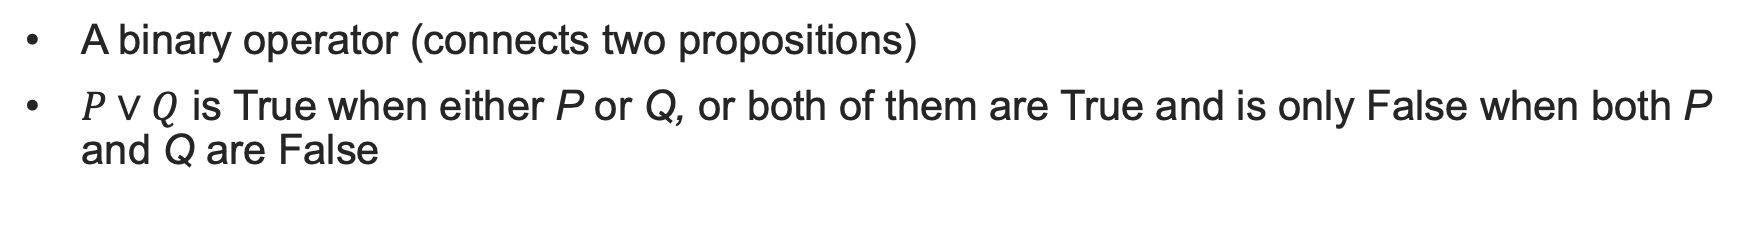 • A binary operator (connects two propositions)
• P ∨ Q is True when either P or Q, or both of them are True and is only False when both P
and Q are False